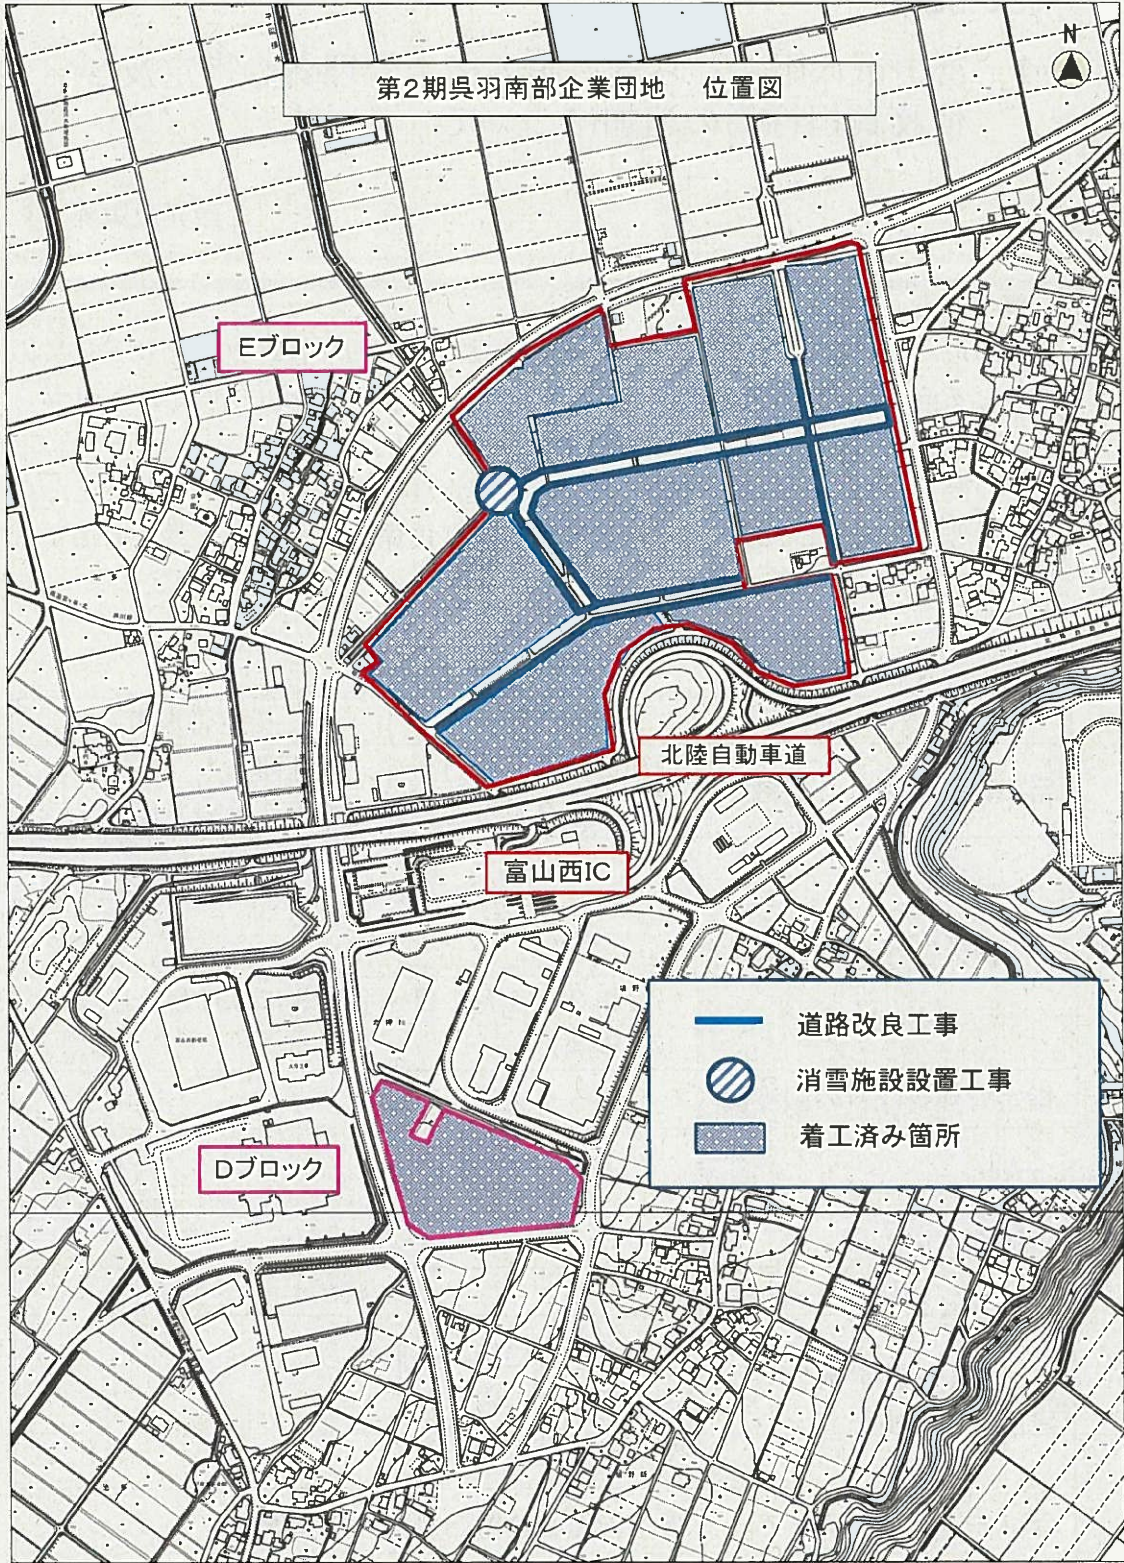 N
第2期呉羽南部企業団地 位置図
Eブロック
北陸自動車道
富山西IC
道路改良工事
消雪施設設置工事
着工済み箇所
Dブロック